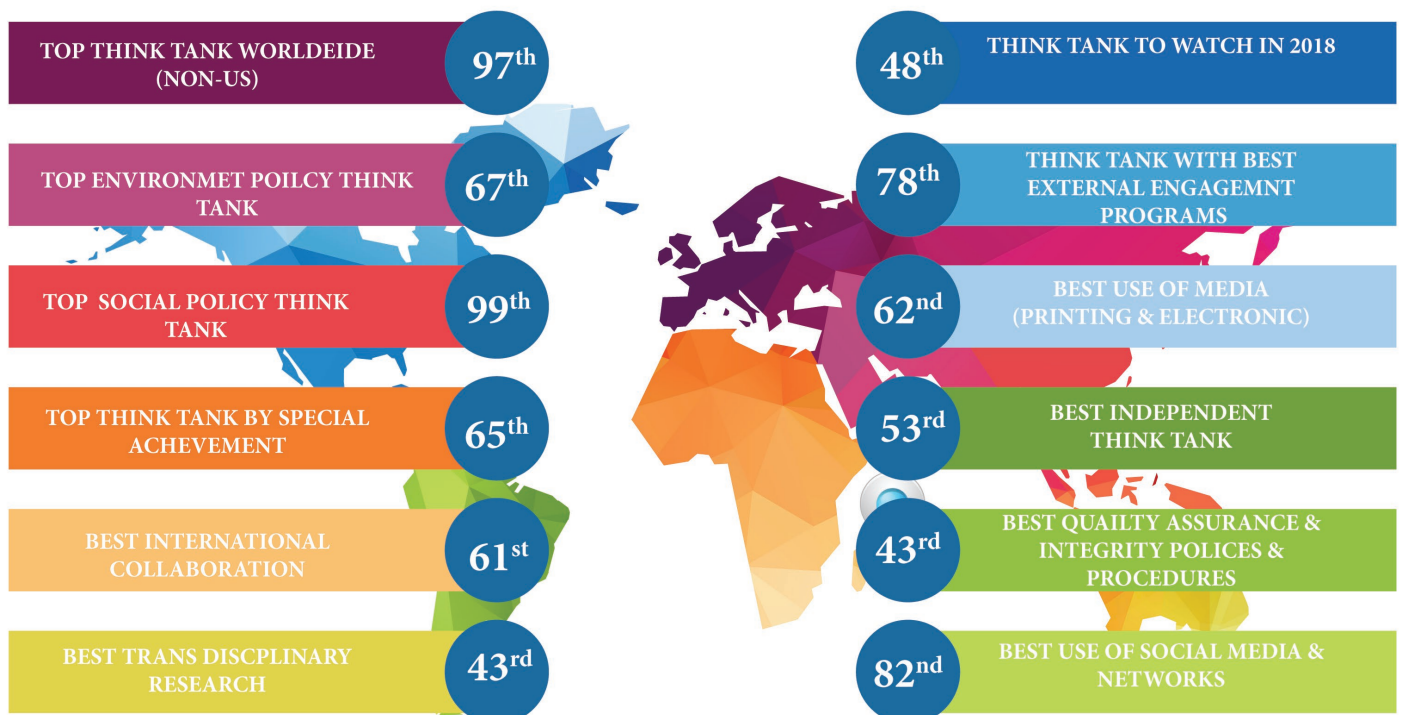 TOP THINK TANK WORLDEIDE
(NON-US)
97th
TOP ENVIRONMET POILCY THINK
TANK
67th
TOP SOCIAL POLICY THINK
TANK
99th
TOP THINK TANK BY SPECIAL
ACHEVEMENT
65th
BEST INTERNATIONAL
COLLABORATION
61st
BEST TRANS DISCPLINARY
RESEARCH
43rd
48th
THINK TANK TO WATCH IN 2018
78th
THINK TANK WITH BEST
EXTERNAL ENGAGEMNT
PROGRAMS
62nd
BEST USE OF MEDIA
(PRINTING & ELECTRONIC)
53rd
BEST INDEPENDENT
THINK TANK
43rd
BEST QUAILTY ASSURANCE &
INTEGRITY POLICES &
PROCEDURES
82nd
BEST USE OF SOCIAL MEDIA &
NETWORKS